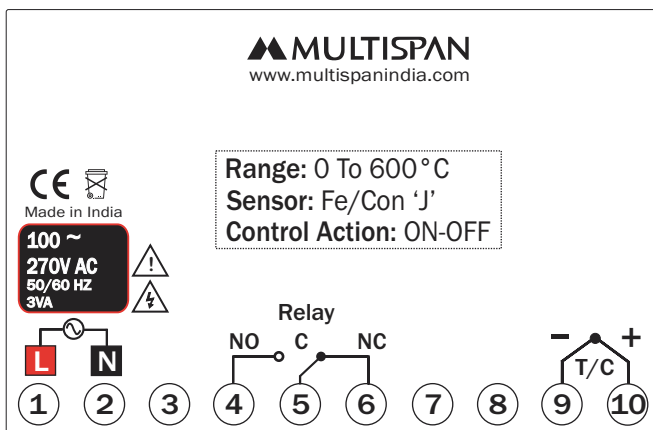 MULTISPAN
www.multispanindia.com
Range: 0 To 600°C
Sensor: Fe/Con ‘J’
Control Action: ON-OFF
CE
Made in India
100 ~
270V AC
50/60 HZ
3VA
L N
Relay
NO C NC
- +
T/C
1 2 3 4 5 6 7 8 9 10